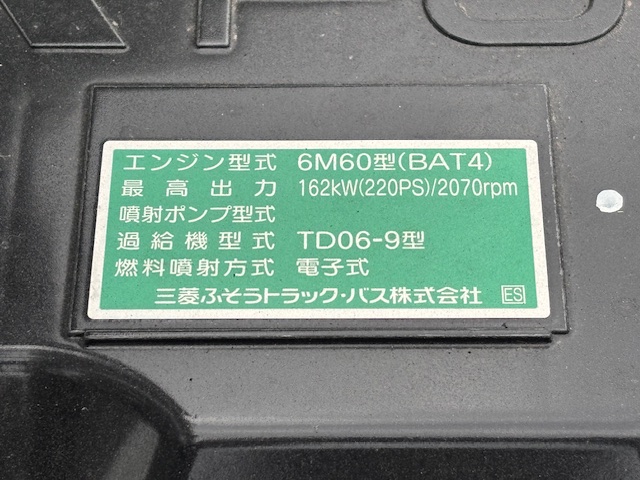 エンジン型式 6M60型(BAT4)
最高出力 162kW(220PS)/2070rpm
噴射ポンプ型式
過給機型式 TD06-9型
燃料噴射方式 電子式
三菱ふそうトラック・バス株式会社 ES